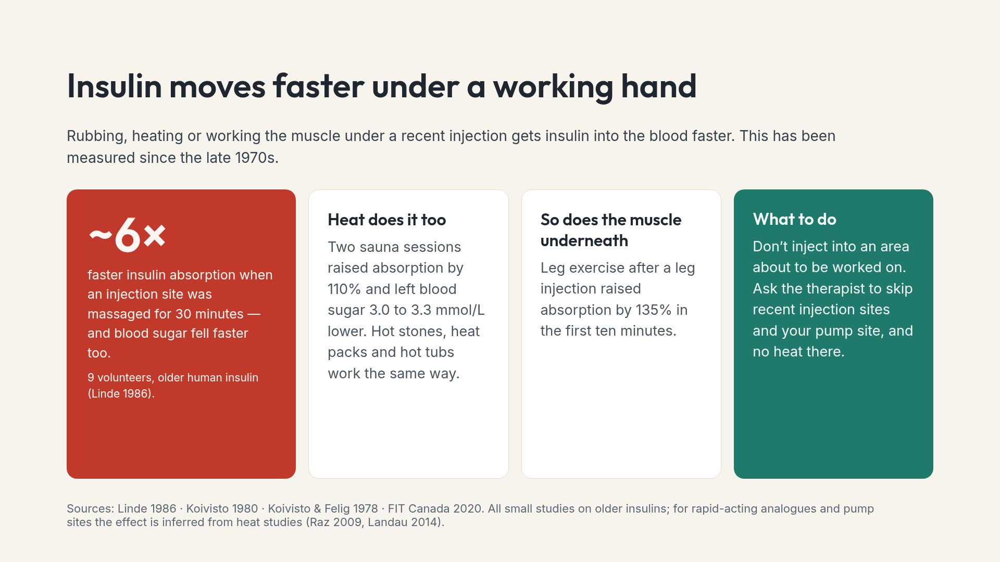 Insulin moves faster under a working hand
Rubbing, heating or working the muscle under a recent injection gets insulin into the blood faster. This has been
measured since the late 1970s.
~6×
faster insulin absorption when
an injection site was
massaged for 30 minutes —
and blood sugar fell faster
too.
9 volunteers, older human insulin
(Linde 1986).
Heat does it too
Two sauna sessions
raised absorption by
110% and left blood
sugar 3.0 to 3.3 mmol/L
lower. Hot stones, heat
packs and hot tubs
work the same way.
So does the muscle
underneath
Leg exercise after a leg
injection raised
absorption by 135% in
the first ten minutes.
What to do
Don’t inject into an area
about to be worked on.
Ask the therapist to skip
recent injection sites
and your pump site, and
no heat there.
Sources: Linde 1986 · Koivisto 1980 · Koivisto & Felig 1978 · FIT Canada 2020. All small studies on older insulins; for rapid-acting analogues and pump
sites the effect is inferred from heat studies (Raz 2009, Landau 2014).